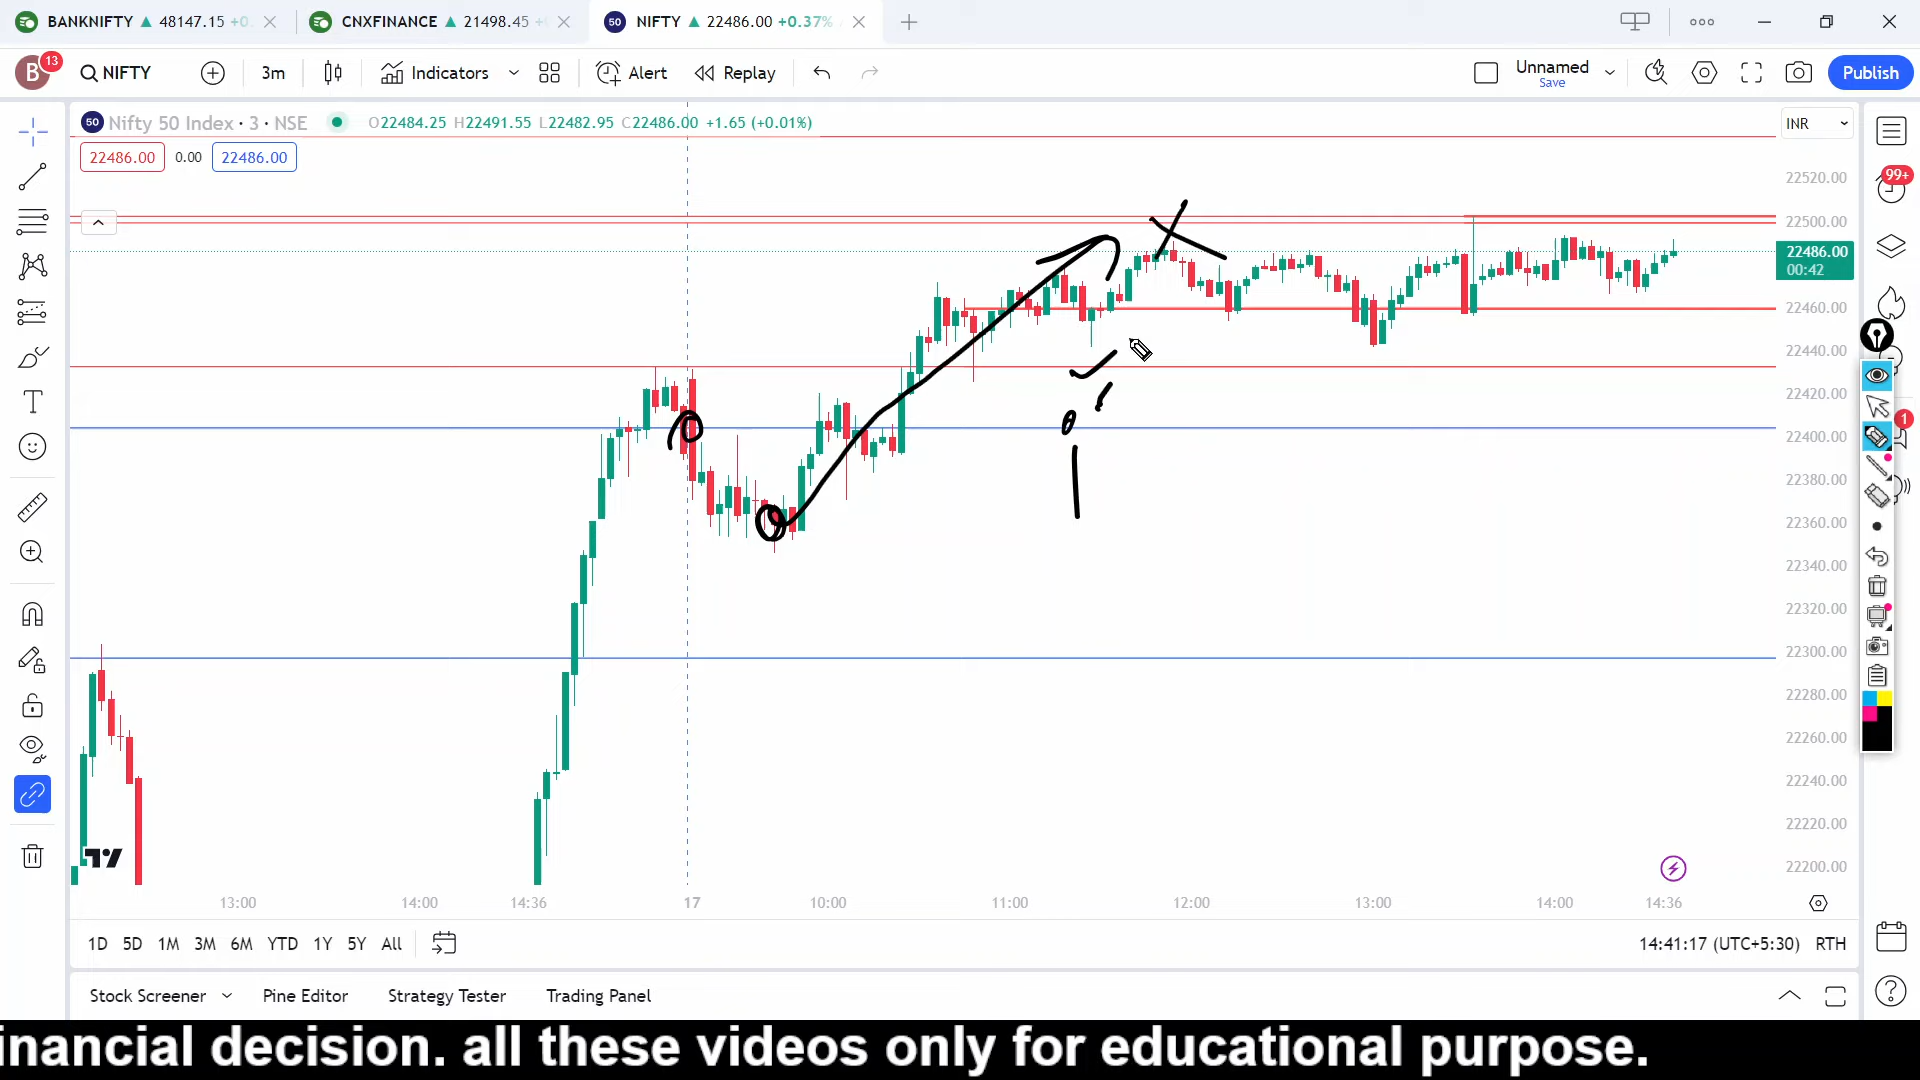 BANKNIFTY ▲ 48147.15 +0.
CNXFINANCE ▲ 21498.45
50 NIFTY ▲ 22486.00 +0.37%
B 13 NIFTY 3m Indicators Alert Replay Unnamed Save Publish
50 Nifty 50 Index · 3 · NSE O22484.25 H22491.55 L22482.95 C22486.00 +1.65 (+0.01%) INR
22486.00 0.00 22486.00
22520.00
99+
22500.00
22486.00
00:42
22460.00
22440.00
22420.00
1
22400.00
22380.00
22360.00
22340.00
22320.00
22300.00
22280.00
22260.00
22240.00
22220.00
22200.00
13:00 14:00 14:36 17 10:00 11:00 12:00 13:00 14:00 14:36
1D 5D 1M 3M 6M YTD 1Y 5Y All 14:41:17 (UTC+5:30) RTH
Stock Screener Pine Editor Strategy Tester Trading Panel
inancial decision. all these videos only for educational purpose.